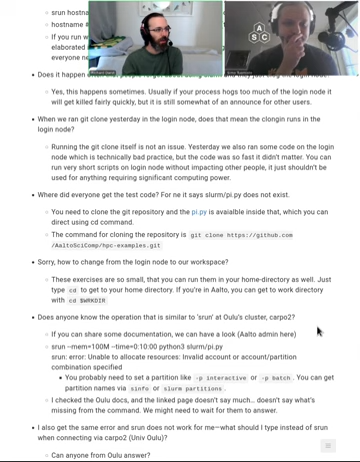 srun hostna
hostname #
If you run w
elaborated
everyone ne
Does it happen
Yes, this happens sometimes. Usually if your process hogs too much of the login node it
will get killed fairly quickly, but it is still somewhat of an announce for other users.
When we ran git clone yesterday in the login node, does that mean the clongin runs in the
login node?
Running the git clone itself is not an issue. Yesterday we also ran some code on the login
node which is technically bad practice, but the code was so fast it didn't matter. You can
run very short scripts on login node without impacting other people, it just shouldn't be
used for anything requiring significant computing power.
Where did everyone get the test code? For ne it says slurm/pi.py does not exist.
You need to clone the git repository and the pi.py is avaialble inside that, which you can
direct using cd command.
The command for cloning the repository is git clone https://github.com
/AaltoSciComp/hpc-examples.git
Sorry, how to change from the login node to our workspace?
These exercises are so small, that you can run them in your home-directory as well. Just
type cd to get to your home directory. If you're in Aalto, you can get to work directory
with cd $WRKDIR
Does anyone know the operation that is similar to 'srun' at Oulu's cluster, carpo2?
If you can share some documentation, we can have a look (Aalto admin here)
srun --mem=100M --time=0:10:00 python3 slurm/pi.py
srun: error: Unable to allocate resources: Invalid account or account/partition
combination specified
You probably need to set a partition like -p interactive or -p batch. You can get
partition names via sinfo or slurm partitions.
I checked the Oulu docs, and the linked page doesn't say much.. doesn't say what's
missing from the command. We might need to wait for them to answer.
I also get the same error and srun does not work for me—what should I type instead of srun
when connecting via carpo2 (Univ Oulu)?
Can anyone from Oulu answer?